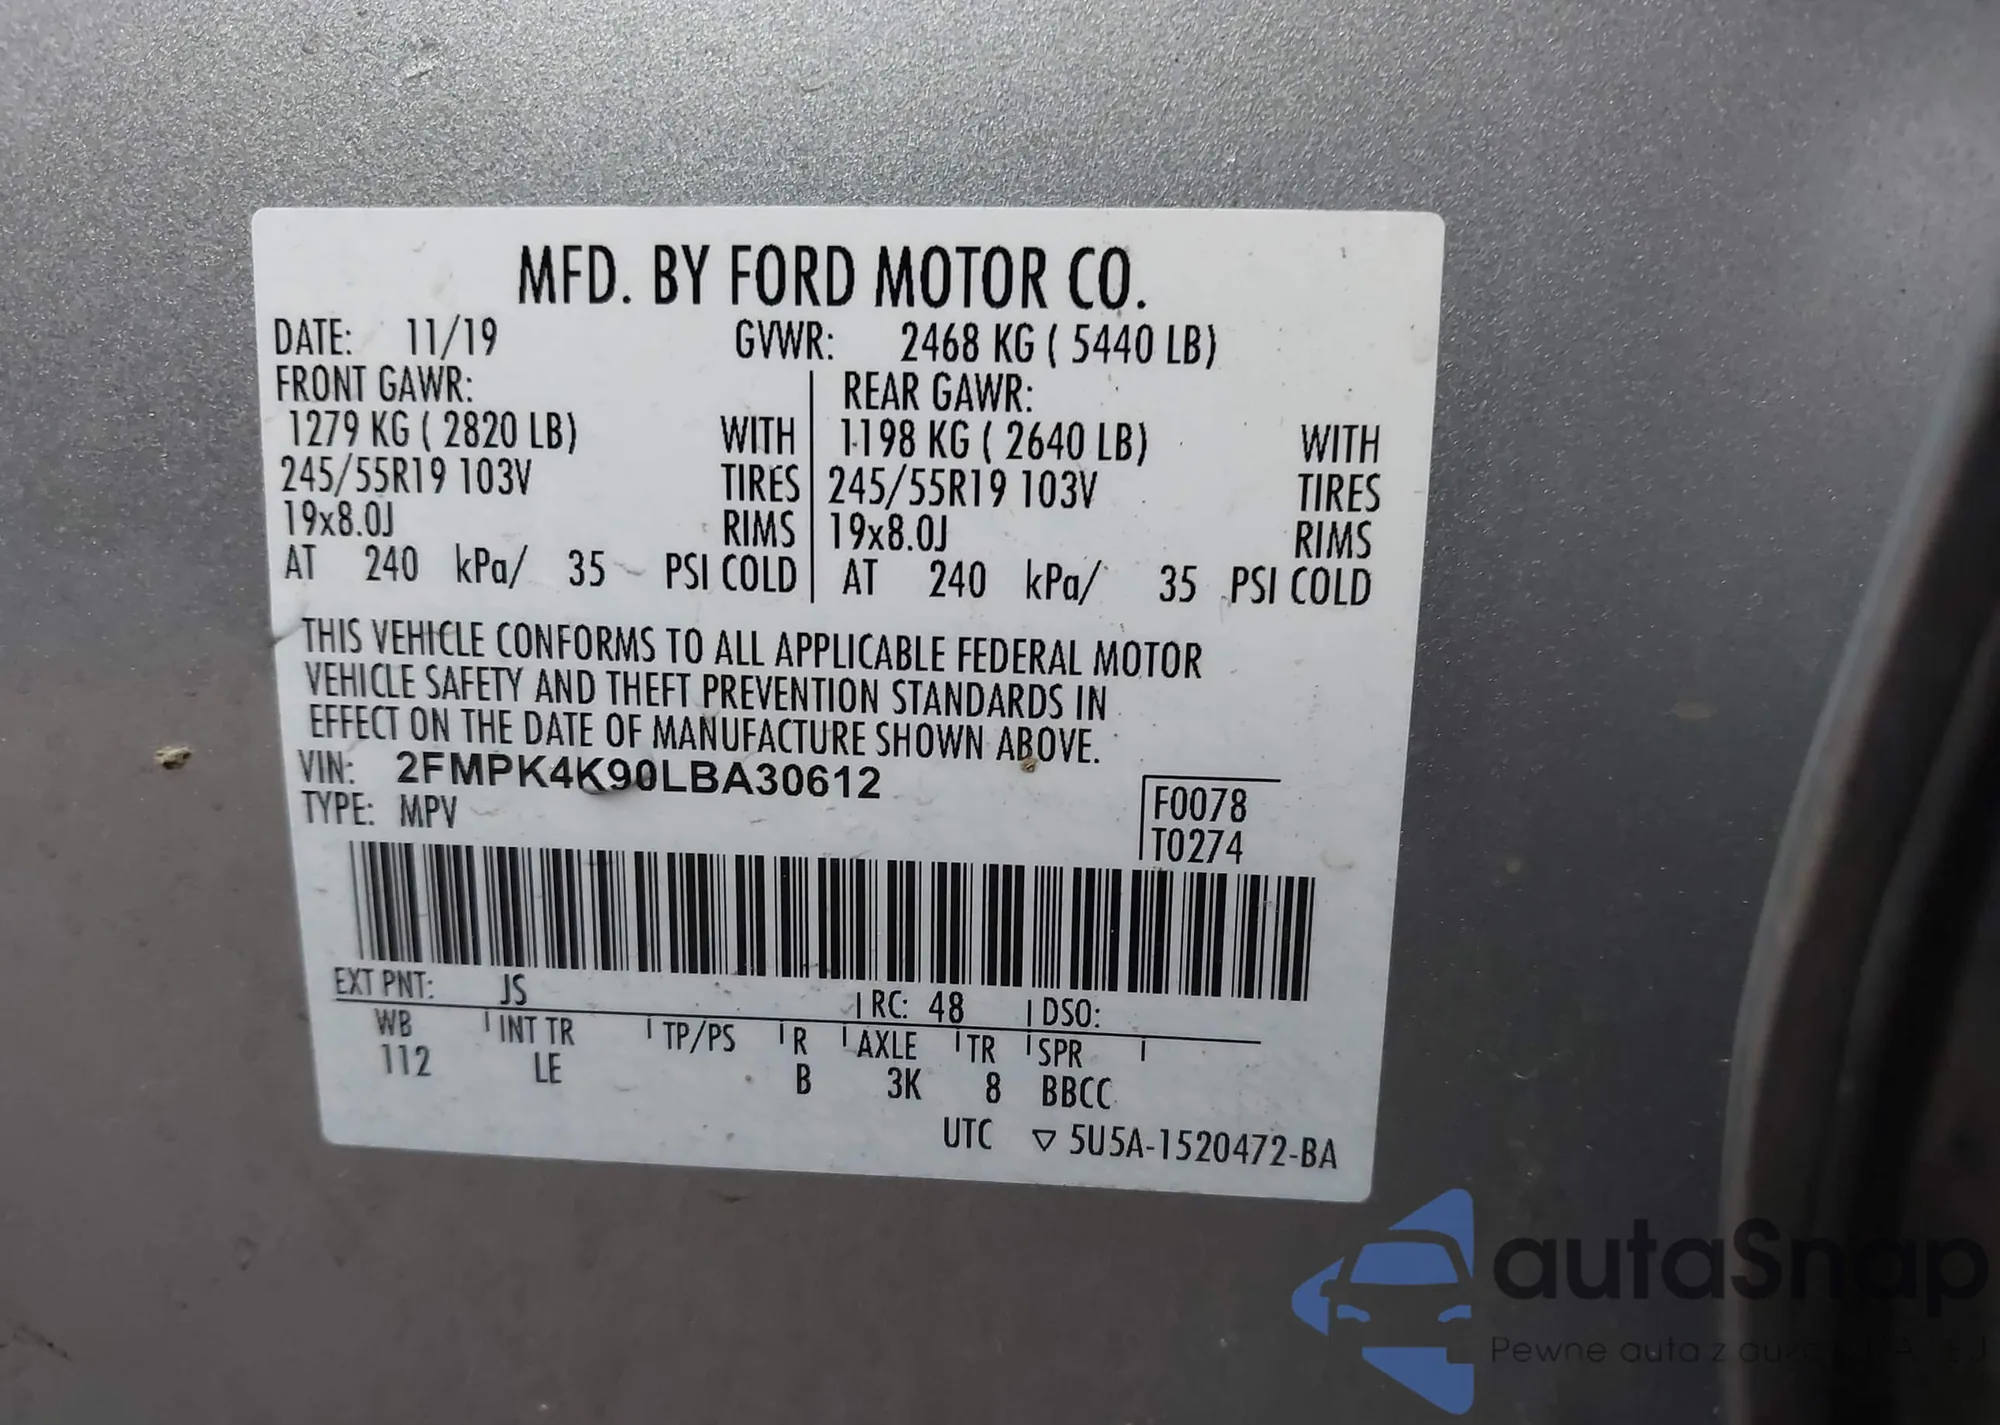 MFD. BY FORD MOTOR CO.
DATE: 11/19 GVWR: 2468 KG ( 5440 LB)
FRONT GAWR: REAR GAWR:
1279 KG ( 2820 LB) WITH 1198 KG ( 2640 LB) WITH
245/55R19 103V TIRES 245/55R19 103V TIRES
19x8.0J RIMS 19x8.0J RIMS
AT 240 kPa/ 35 PSI COLD AT 240 kPa/ 35 PSI COLD
THIS VEHICLE CONFORMS TO ALL APPLICABLE FEDERAL MOTOR
VEHICLE SAFETY AND THEFT PREVENTION STANDARDS IN
EFFECT ON THE DATE OF MANUFACTURE SHOWN ABOVE.
VIN: 2FMPK4K90LBA30612
TYPE: MPV
F0078
T0274
EXT PNT: JS RC: 48 DSO:
WB INT TR TP/PS R AXLE TR SPR
112 LE B 3K 8 BBCC
UTC ▽ 5U5A-1520472-BA
autaSnap
Pewne auta z